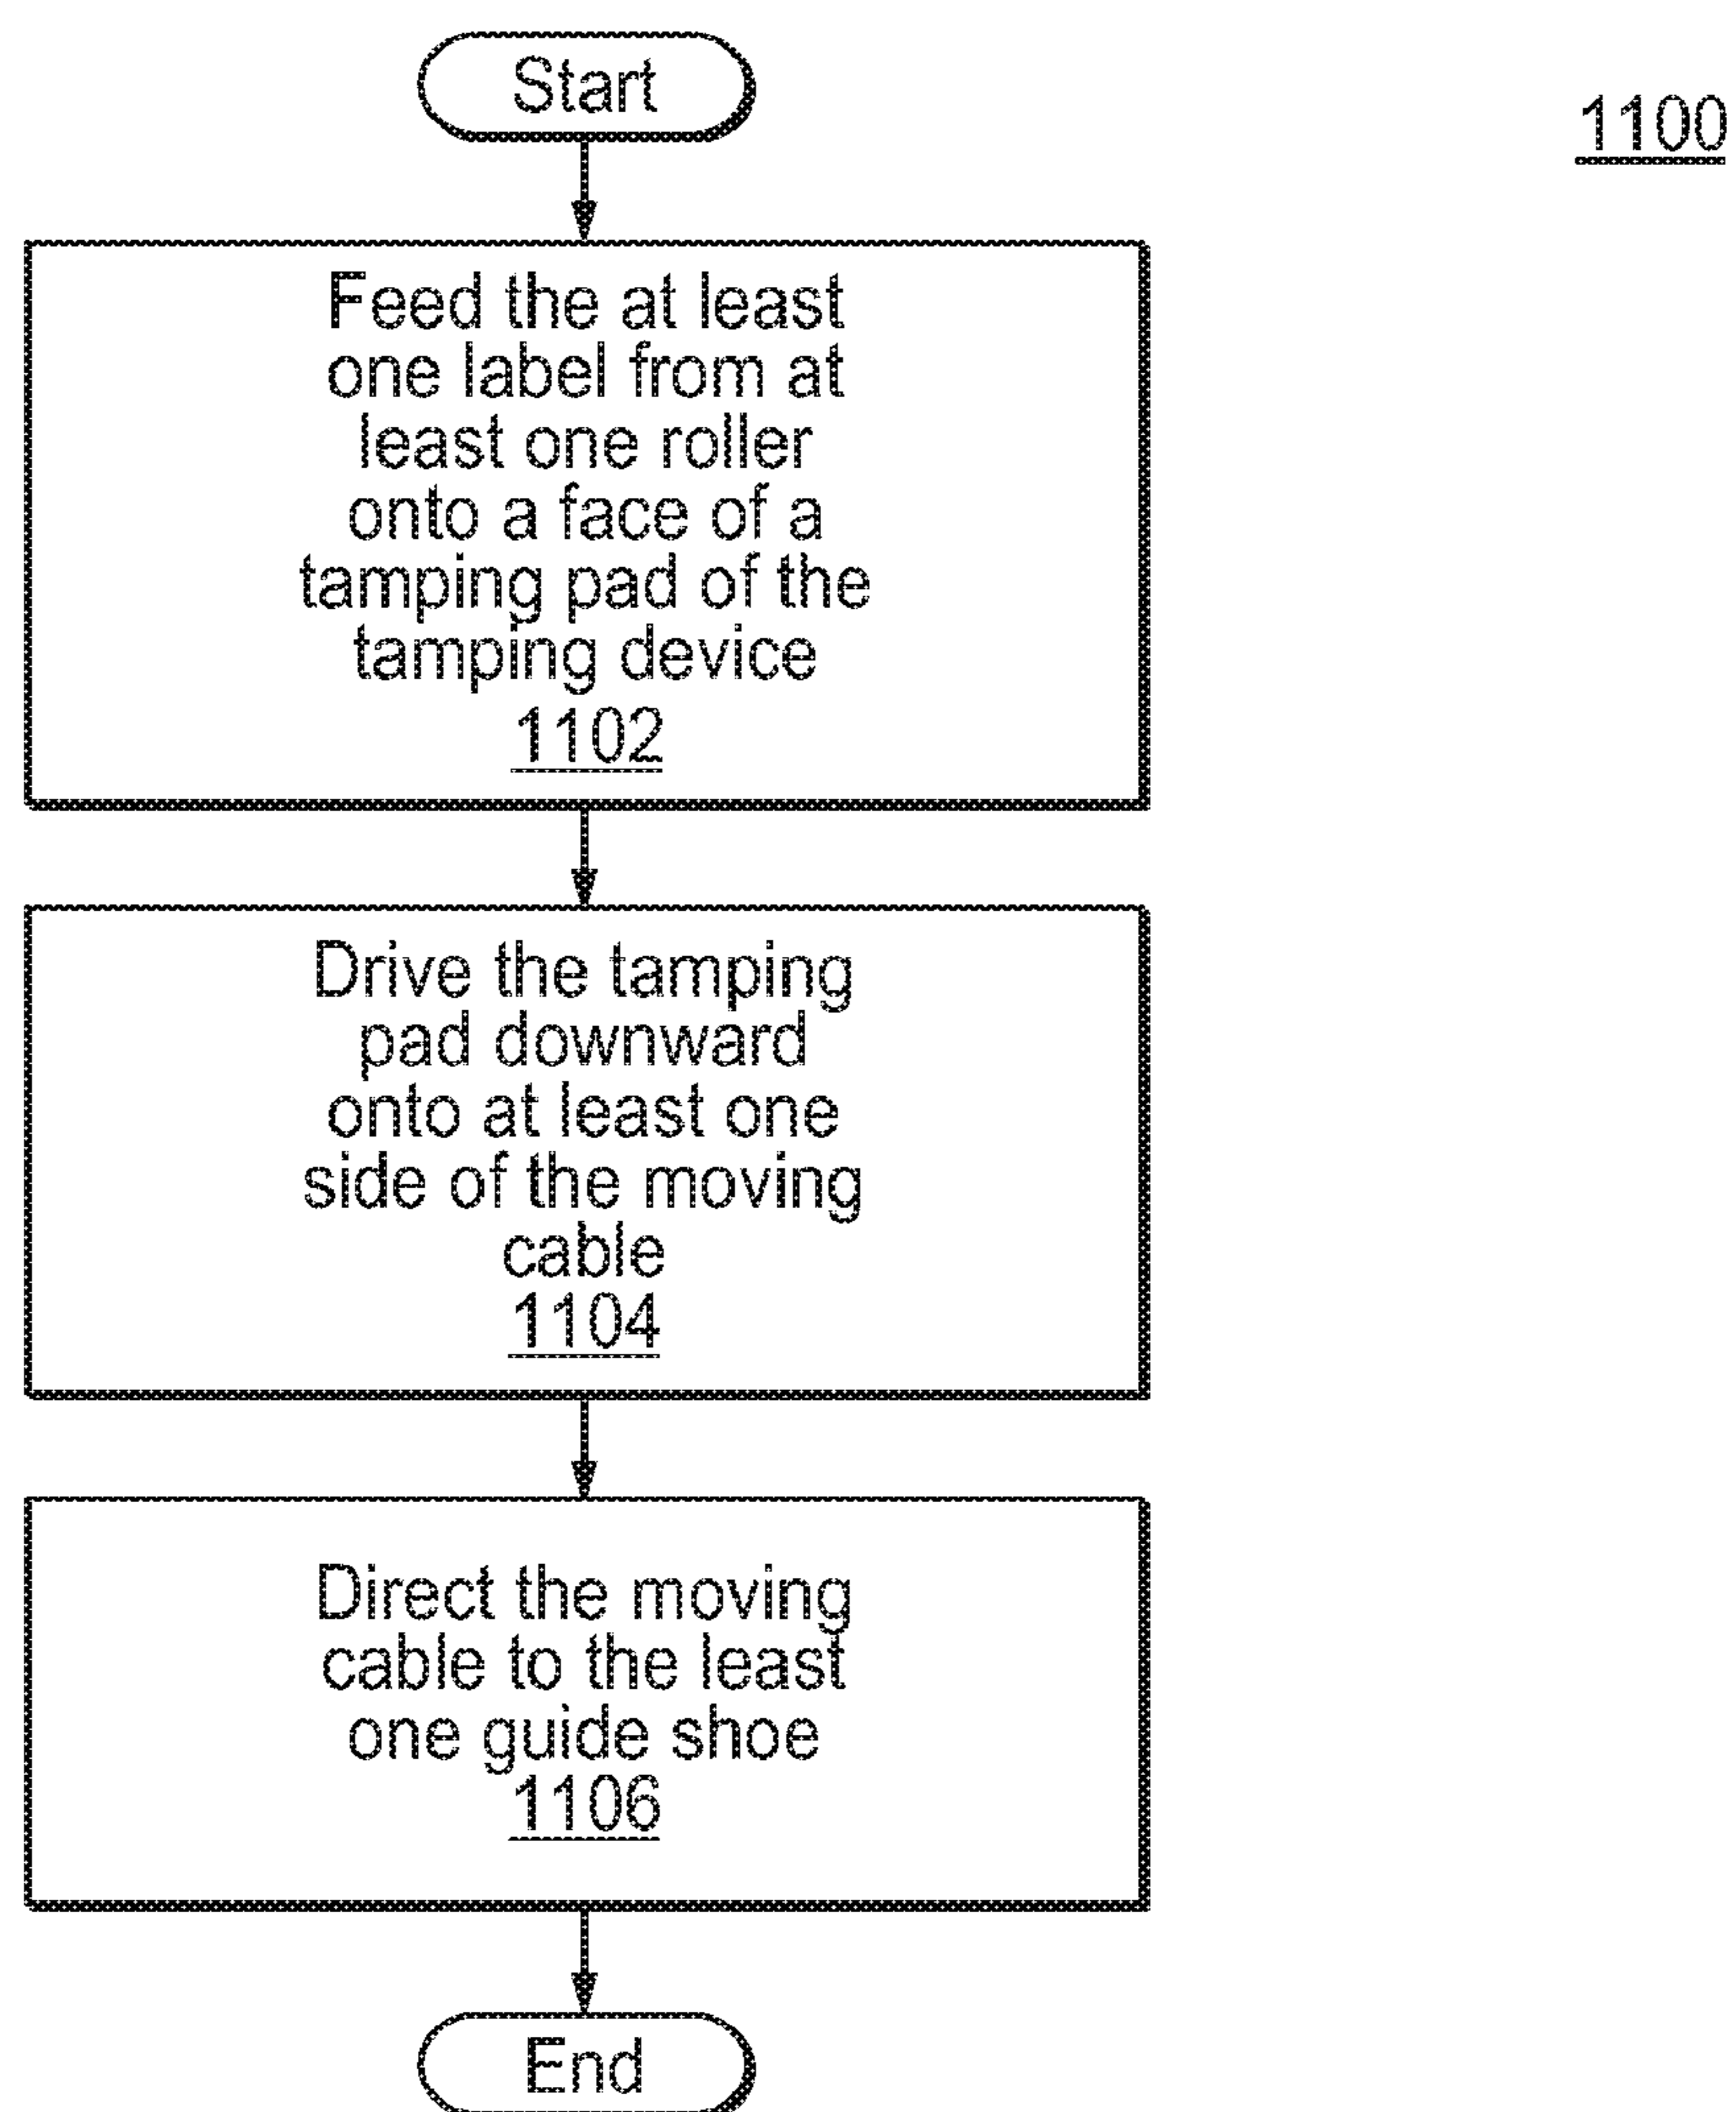 Start
1100
Feed the at least
one label from at
least one roller
onto a face of a
tamping pad of the
tamping device
1102
Drive the tamping
pad downward
onto at least one
side of the moving
cable
1104
Direct the moving
cable to the least
one guide shoe
1106
End